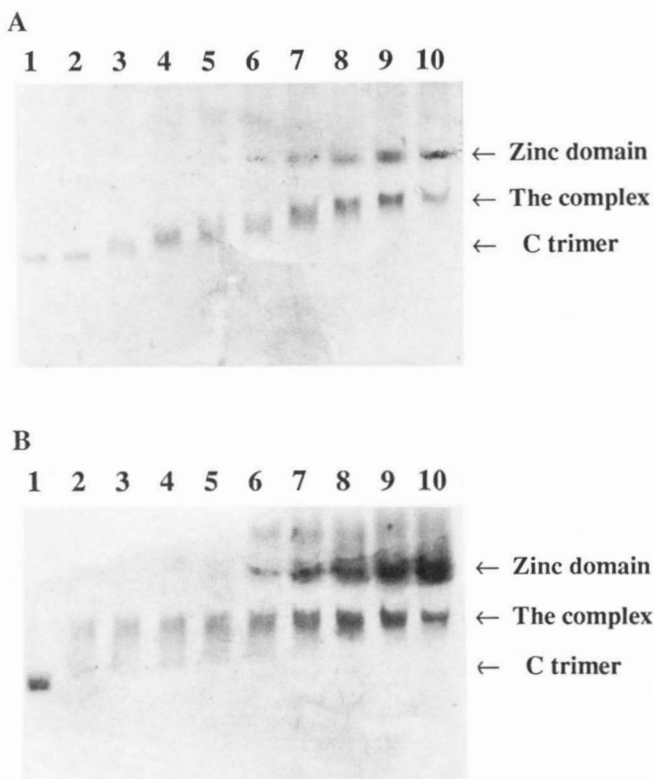 A
1 2 3 4 5 6 7 8 9 10
← Zinc domain
← The complex
← C trimer
B
1 2 3 4 5 6 7 8 9 10
← Zinc domain
← The complex
← C trimer